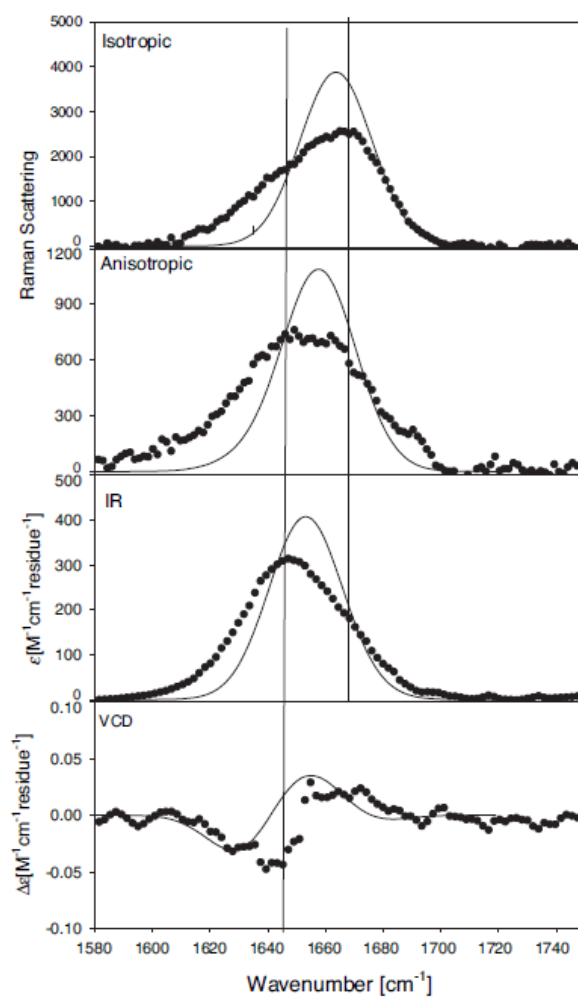 5000
Isotropic
4000
3000
2000
1000
0
Raman Scattering
1200
Anisotropic
900
600
300
0
500
IR
400
300
200
100
0
ε[M⁻¹cm⁻¹residue⁻¹]
0.10
VCD
0.05
0.00
-0.05
-0.10
Δε[M⁻¹cm⁻¹residue⁻¹]
1580 1600 1620 1640 1660 1680 1700 1720 1740
Wavenumber [cm⁻¹]